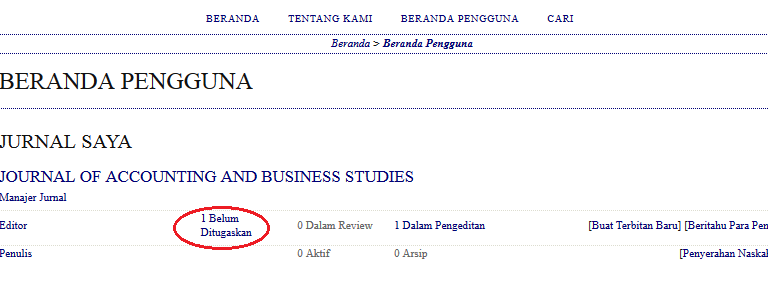 BERANDA TENTANG KAMI BERANDA PENGGUNA CARI
Beranda > Beranda Pengguna
BERANDA PENGGUNA
JURNAL SAYA
JOURNAL OF ACCOUNTING AND BUSINESS STUDIES
Manajer Jurnal
Editor 1 Belum Ditugaskan 0 Dalam Review 1 Dalam Pengeditan [Buat Terbitan Baru] [Beritahu Para Pen
Penulis 0 Aktif 0 Arsip [Penyerahan Naskal